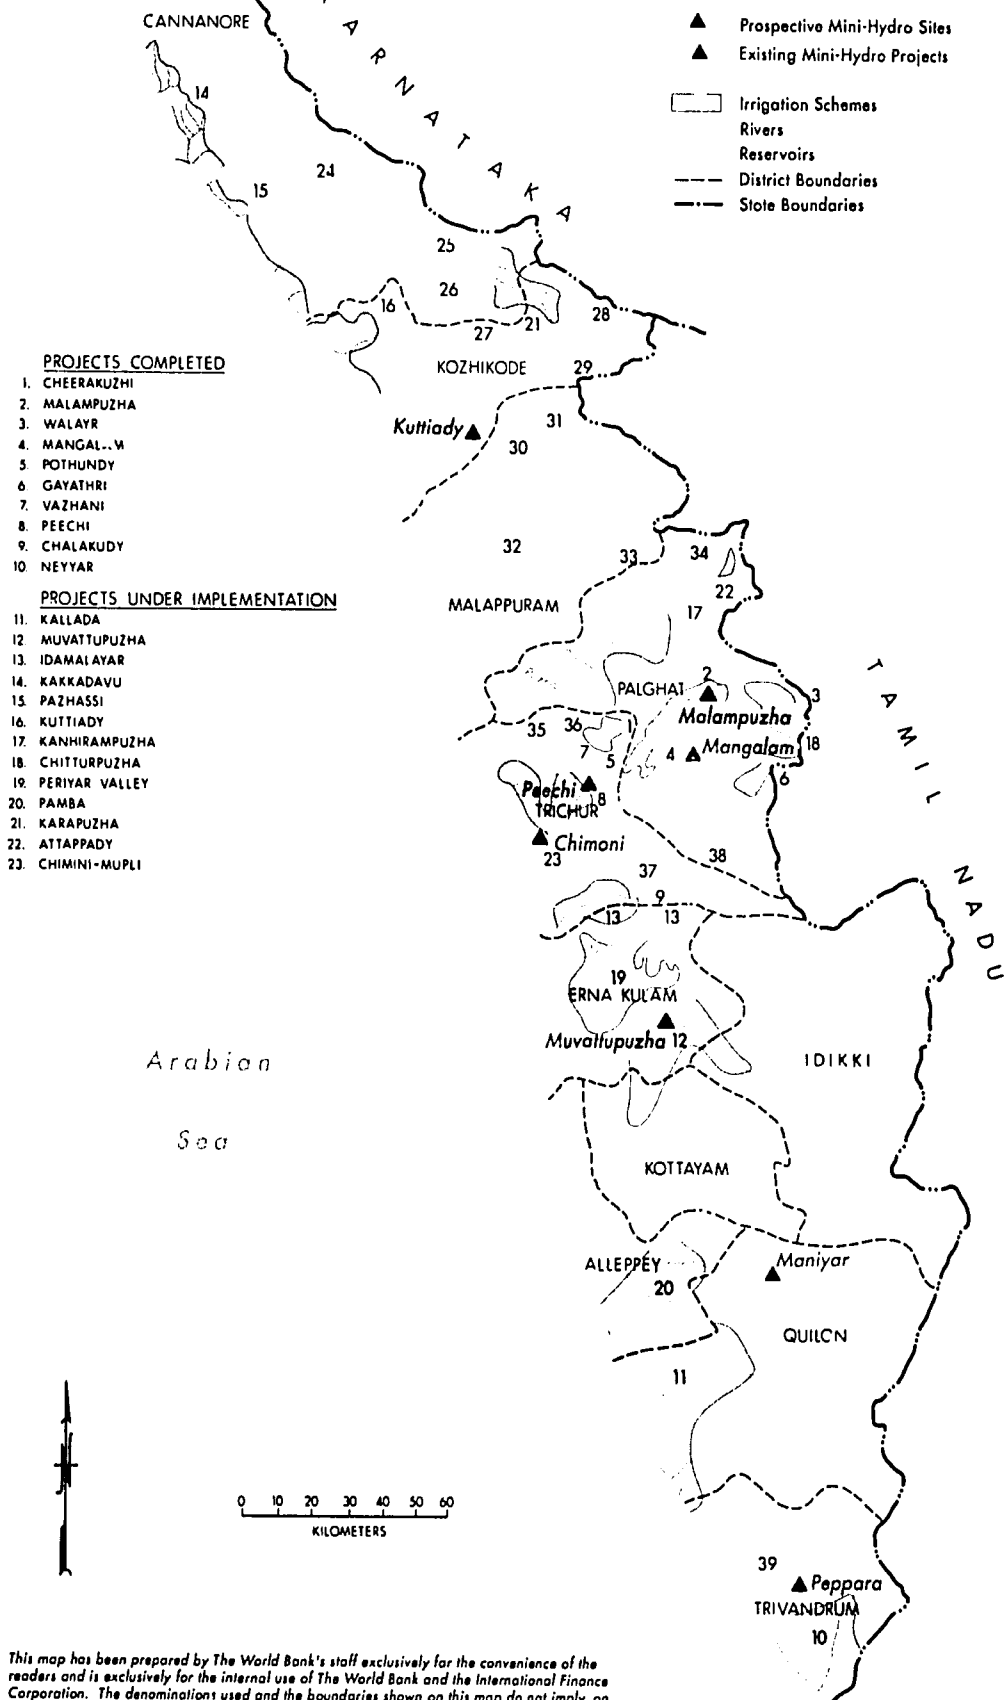 CANNANORE
ARNATAKA
Prospective Mini-Hydro Sites
Existing Mini-Hydro Projects
Irrigation Schemes
Rivers
Reservoirs
District Boundaries
State Boundaries
14
24
15
25
26
16
21
27
28
KOZHIKODE
29
PROJECTS COMPLETED
1. CHEERAKUZHI
2. MALAMPUZHA
3. WALAYR
4. MANGAL..M
5. POTHUNDY
6. GAYATHRI
7. VAZHANI
8. PEECHI
9. CHALAKUDY
10. NEYYAR
PROJECTS UNDER IMPLEMENTATION
11. KALLADA
12. MUVATTUPUZHA
13. IDAMALAYAR
14. KAKKADAVU
15. PAZHASSI
16. KUTTIADY
17. KANHIRAMPUZHA
18. CHITTURPUZHA
19. PERIYAR VALLEY
20. PAMBA
21. KARAPUZHA
22. ATTAPPADY
23. CHIMINI-MUPLI
Kuttiady
31
30
32
33
34
22
MALAPPURAM
17
TAMIL NADU
PALGHAT
2
3
Malampuzha
35
36
7
5
4
Mangalam
18
6
Peechi
8
TRICHUR
Chimoni
23
38
37
9
13
13
19
ERNA KULAM
Muvattupuzha 12
IDIKKI
Arabian
Sea
KOTTAYAM
ALLEPPEY
Maniyar
20
QUILON
11
0 10 20 30 40 50 60
KILOMETERS
39
Peppara
TRIVANDRUM
10
This map has been prepared by The World Bank's staff exclusively for the convenience of the
readers and is exclusively for the internal use of The World Bank and the International Finance
Corporation. The denominations used and the boundaries shown on this map do not imply, on